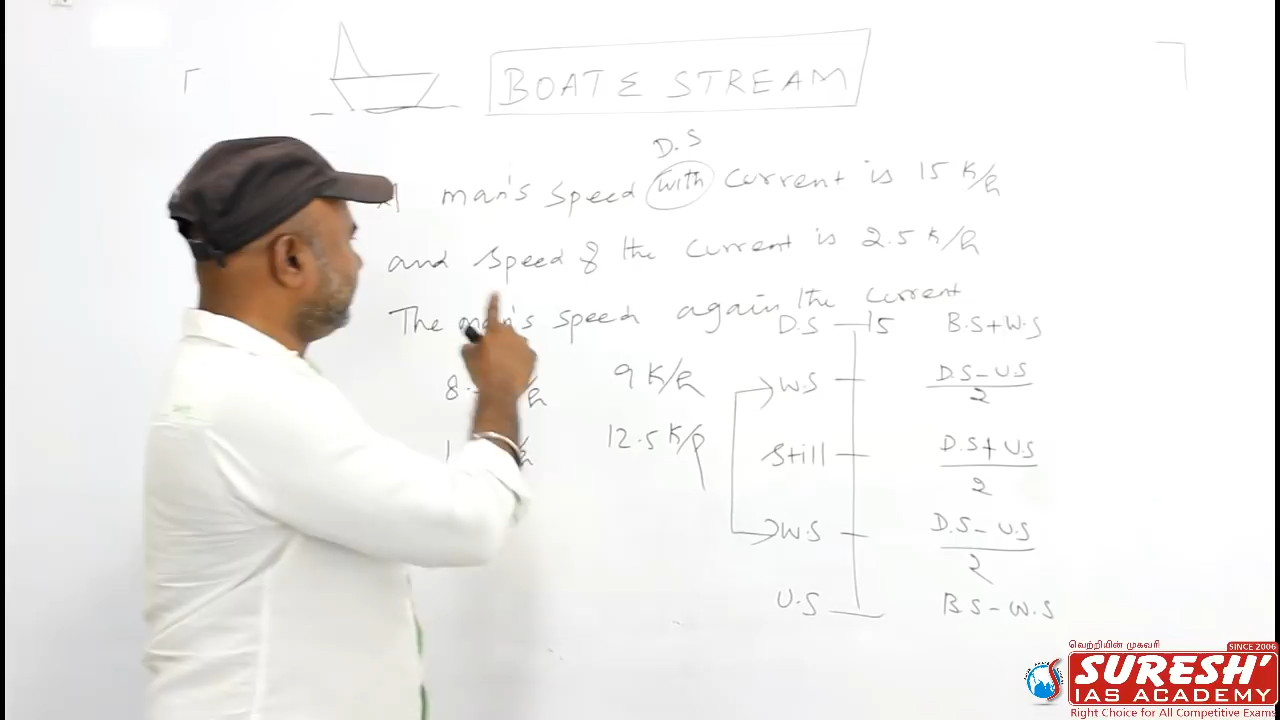 BOAT & STREAM
D.S
A man's speed with current is 15 K/h
and speed of the current is 2.5 K/h
The man's speed again the current
D.S 15 B.S+W.S
9 K/h
12.5 K/h
W.S D.S-U.S
2
Still D.S+U.S
2
W.S D.S-U.S
2
U.S B.S-W.S
வெற்றியின் முகவரி
SINCE 2006
SURESH'
IAS ACADEMY
Right Choice for All Competitive Exams